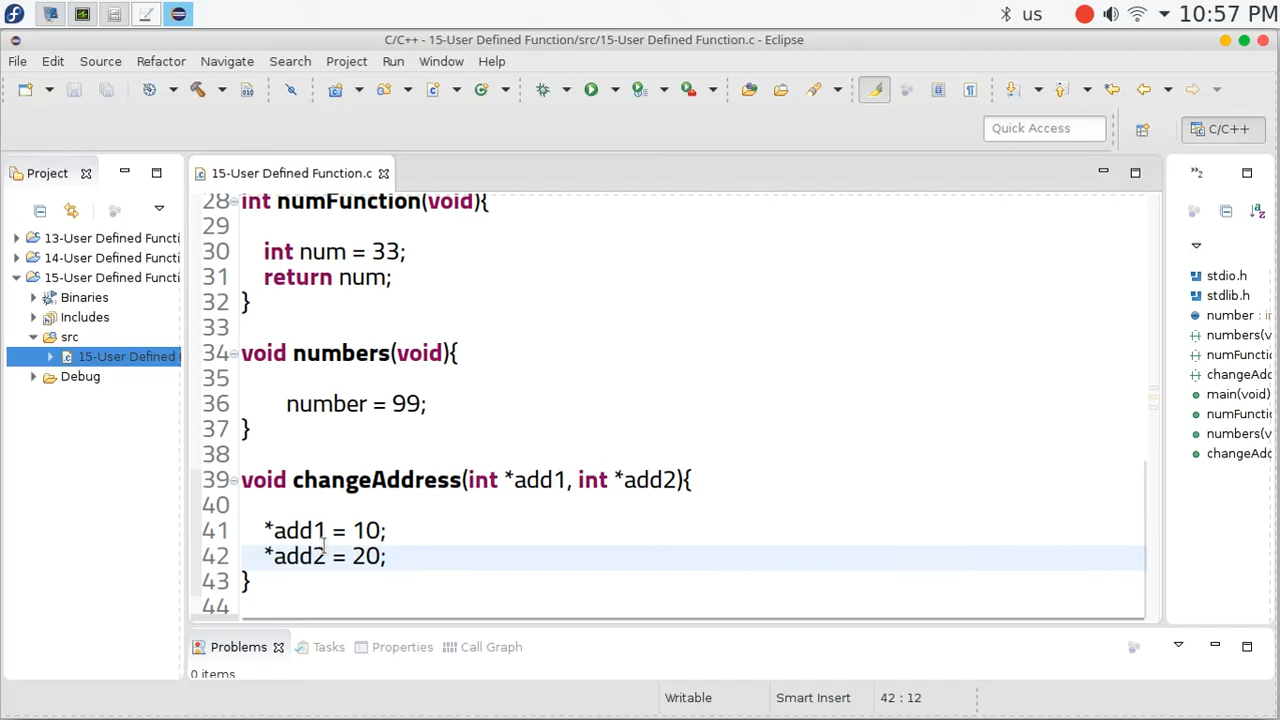 us 10:57 PM
C/C++ - 15-User Defined Function/src/15-User Defined Function.c - Eclipse
File Edit Source Refactor Navigate Search Project Run Window Help
Quick Access C/C++
Project
15-User Defined Function.c
2
13-User Defined Functi
14-User Defined Functi
15-User Defined Functi
Binaries
Includes
src
15-User Defined
Debug
28 int numFunction(void){
29
30 int num = 33;
31 return num;
32 }
33
34 void numbers(void){
35
36 number = 99;
37 }
38
39 void changeAddress(int *add1, int *add2){
40
41 *add1 = 10;
42 *add2 = 20;
43 }
44
stdio.h
stdlib.h
number : in
numbers(v
numFunctio
changeAdd
main(void)
numFunctio
numbers(v
changeAdd
Problems Tasks Properties Call Graph
0 items
Writable Smart Insert 42 : 12